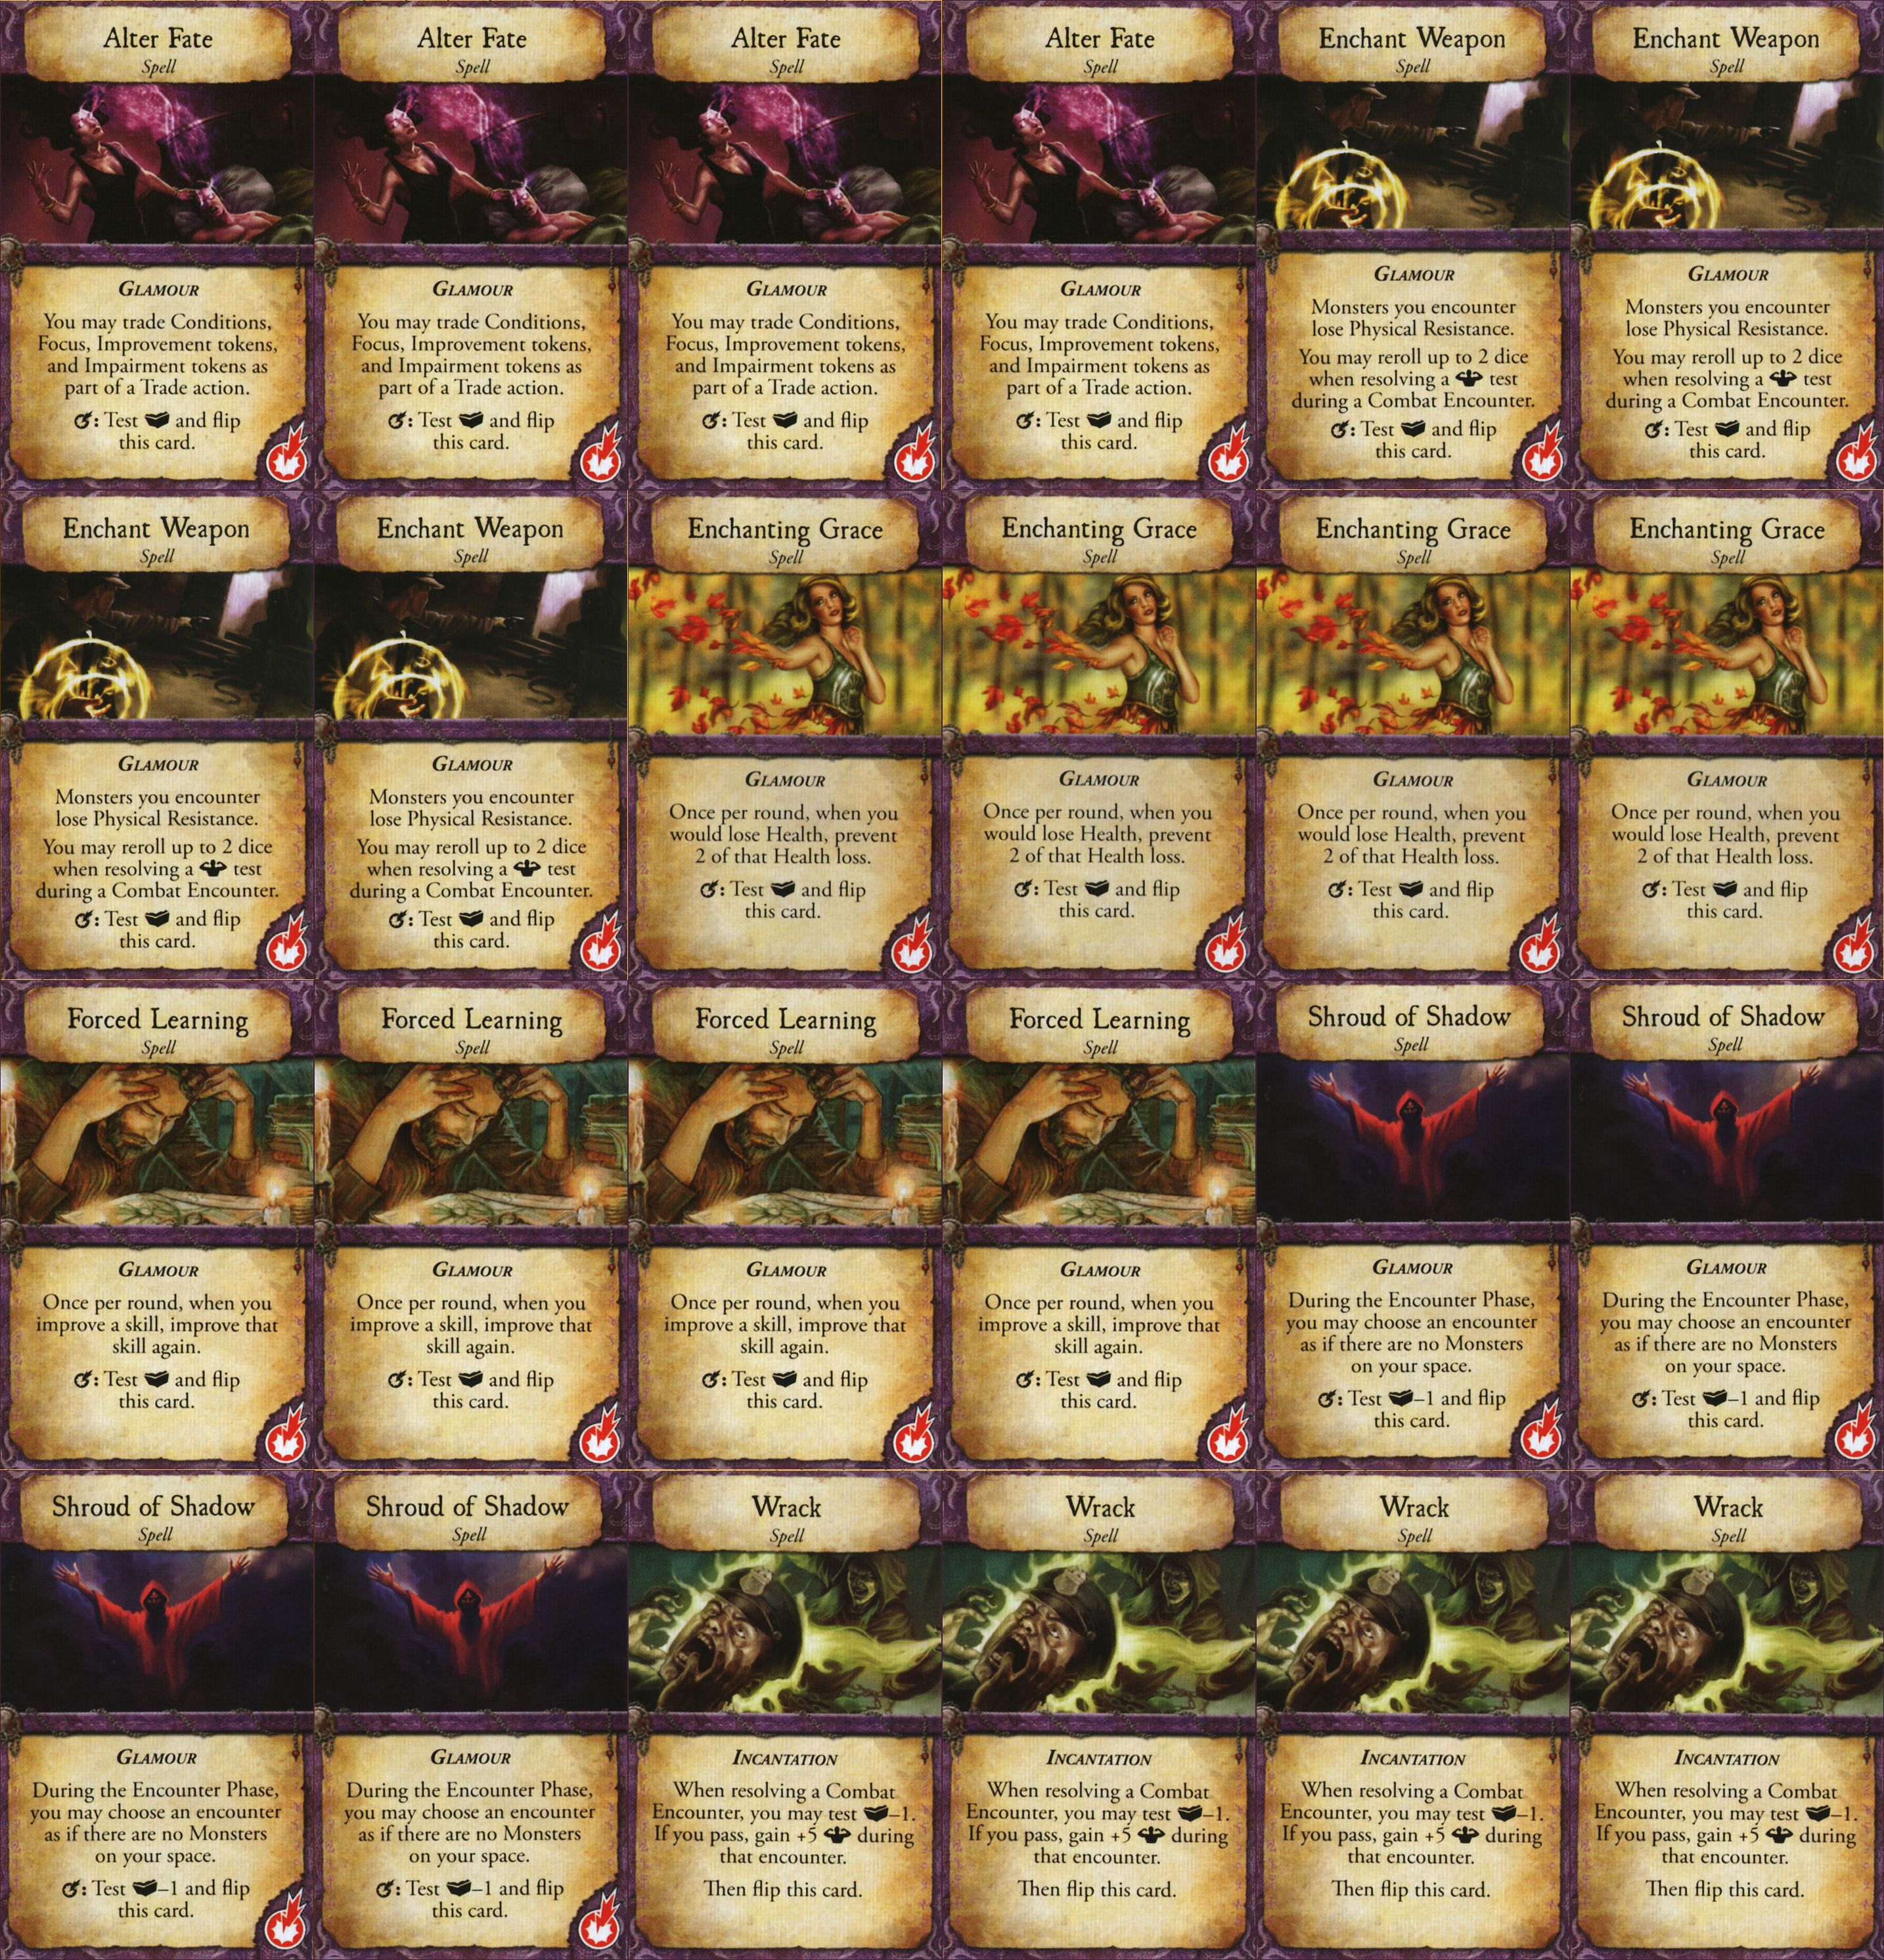 Alter Fate
Spell
GLAMOUR
You may trade Conditions,
Focus, Improvement tokens,
and Impairment tokens as
part of a Trade action.
: Test and flip
this card.
Alter Fate
Spell
GLAMOUR
You may trade Conditions,
Focus, Improvement tokens,
and Impairment tokens as
part of a Trade action.
: Test and flip
this card.
Alter Fate
Spell
GLAMOUR
You may trade Conditions,
Focus, Improvement tokens,
and Impairment tokens as
part of a Trade action.
: Test and flip
this card.
Alter Fate
Spell
GLAMOUR
You may trade Conditions,
Focus, Improvement tokens,
and Impairment tokens as
part of a Trade action.
: Test and flip
this card.
Enchant Weapon
Spell
GLAMOUR
Monsters you encounter
lose Physical Resistance.
You may reroll up to 2 dice
when resolving a test
during a Combat Encounter.
: Test and flip
this card.
Enchant Weapon
Spell
GLAMOUR
Monsters you encounter
lose Physical Resistance.
You may reroll up to 2 dice
when resolving a test
during a Combat Encounter.
: Test and flip
this card.
Enchant Weapon
Spell
GLAMOUR
Monsters you encounter
lose Physical Resistance.
You may reroll up to 2 dice
when resolving a test
during a Combat Encounter.
: Test and flip
this card.
Enchant Weapon
Spell
GLAMOUR
Monsters you encounter
lose Physical Resistance.
You may reroll up to 2 dice
when resolving a test
during a Combat Encounter.
: Test and flip
this card.
Enchanting Grace
Spell
GLAMOUR
Once per round, when you
would lose Health, prevent
2 of that Health loss.
: Test and flip
this card.
Enchanting Grace
Spell
GLAMOUR
Once per round, when you
would lose Health, prevent
2 of that Health loss.
: Test and flip
this card.
Enchanting Grace
Spell
GLAMOUR
Once per round, when you
would lose Health, prevent
2 of that Health loss.
: Test and flip
this card.
Enchanting Grace
Spell
GLAMOUR
Once per round, when you
would lose Health, prevent
2 of that Health loss.
: Test and flip
this card.
Forced Learning
Spell
GLAMOUR
Once per round, when you
improve a skill, improve that
skill again.
: Test and flip
this card.
Forced Learning
Spell
GLAMOUR
Once per round, when you
improve a skill, improve that
skill again.
: Test and flip
this card.
Forced Learning
Spell
GLAMOUR
Once per round, when you
improve a skill, improve that
skill again.
: Test and flip
this card.
Forced Learning
Spell
GLAMOUR
Once per round, when you
improve a skill, improve that
skill again.
: Test and flip
this card.
Shroud of Shadow
Spell
GLAMOUR
During the Encounter Phase,
you may choose an encounter
as if there are no Monsters
on your space.
: Test –1 and flip
this card.
Shroud of Shadow
Spell
GLAMOUR
During the Encounter Phase,
you may choose an encounter
as if there are no Monsters
on your space.
: Test –1 and flip
this card.
Shroud of Shadow
Spell
GLAMOUR
During the Encounter Phase,
you may choose an encounter
as if there are no Monsters
on your space.
: Test –1 and flip
this card.
Shroud of Shadow
Spell
GLAMOUR
During the Encounter Phase,
you may choose an encounter
as if there are no Monsters
on your space.
: Test –1 and flip
this card.
Wrack
Spell
INCANTATION
When resolving a Combat
Encounter, you may test –1.
If you pass, gain +5 during
that encounter.
Then flip this card.
Wrack
Spell
INCANTATION
When resolving a Combat
Encounter, you may test –1.
If you pass, gain +5 during
that encounter.
Then flip this card.
Wrack
Spell
INCANTATION
When resolving a Combat
Encounter, you may test –1.
If you pass, gain +5 during
that encounter.
Then flip this card.
Wrack
Spell
INCANTATION
When resolving a Combat
Encounter, you may test –1.
If you pass, gain +5 during
that encounter.
Then flip this card.